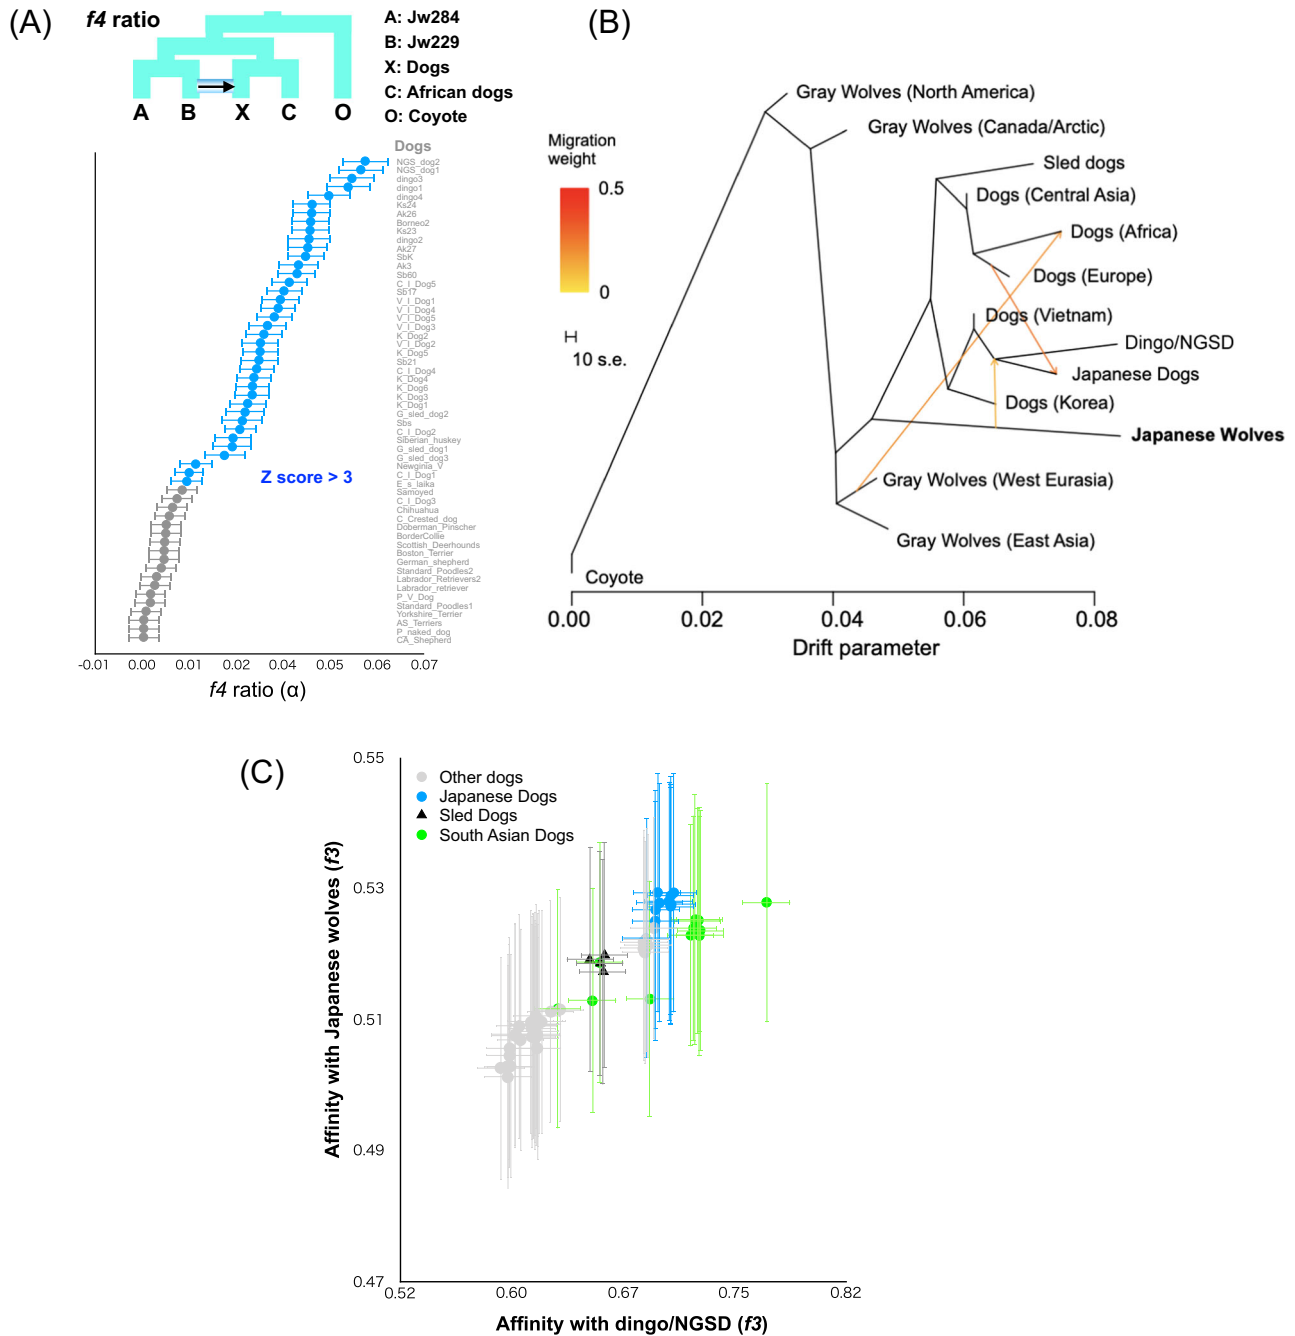 (A)
f4 ratio
A: Jw284
B: Jw229
X: Dogs
C: African dogs
O: Coyote
A B X C O
Dogs
NGS_dog2
NGS_dog1
dingo3
dingo1
dingo4
Ks24
Ak26
Borneo2
Ks23
dingo2
Ak27
SbK
Ak3
Sb60
C_I_Dog5
Sb17
V_I_Dog1
V_I_Dog4
V_I_Dog5
V_I_Dog3
K_Dog2
V_I_Dog2
K_Dog5
Sb21
C_I_Dog4
K_Dog4
K_Dog6
K_Dog3
K_Dog1
G_sled_dog2
Sbs
C_I_Dog2
Siberian_huskey
G_sled_dog1
G_sled_dog3
Newginia_V
C_I_Dog1
E_s_laika
Samoyed
C_I_Dog3
Chihuahua
C_Crested_dog
Doberman_Pinscher
BorderCollie
Scottish_Deerhounds
Boston_Terrier
German_shepherd
Standard_Poodles2
Labrador_Retrievers2
Labrador_retriever
P_V_Dog
Standard_Poodles1
Yorkshire_Terrier
AS_Terriers
P_naked_dog
CA_Shepherd
Z score > 3
-0.01 0.00 0.01 0.02 0.04 0.05 0.06 0.07
f4 ratio (α)
(B)
Migration
weight
0.5
0
10 s.e.
Gray Wolves (North America)
Gray Wolves (Canada/Arctic)
Sled dogs
Dogs (Central Asia)
Dogs (Africa)
Dogs (Europe)
Dogs (Vietnam)
Dingo/NGSD
Japanese Dogs
Dogs (Korea)
Japanese Wolves
Gray Wolves (West Eurasia)
Gray Wolves (East Asia)
Coyote
0.00 0.02 0.04 0.06 0.08
Drift parameter
(C)
Other dogs
Japanese Dogs
Sled Dogs
South Asian Dogs
0.55
0.53
0.51
0.49
0.47
Affinity with Japanese wolves (f3)
0.52 0.60 0.67 0.75 0.82
Affinity with dingo/NGSD (f3)